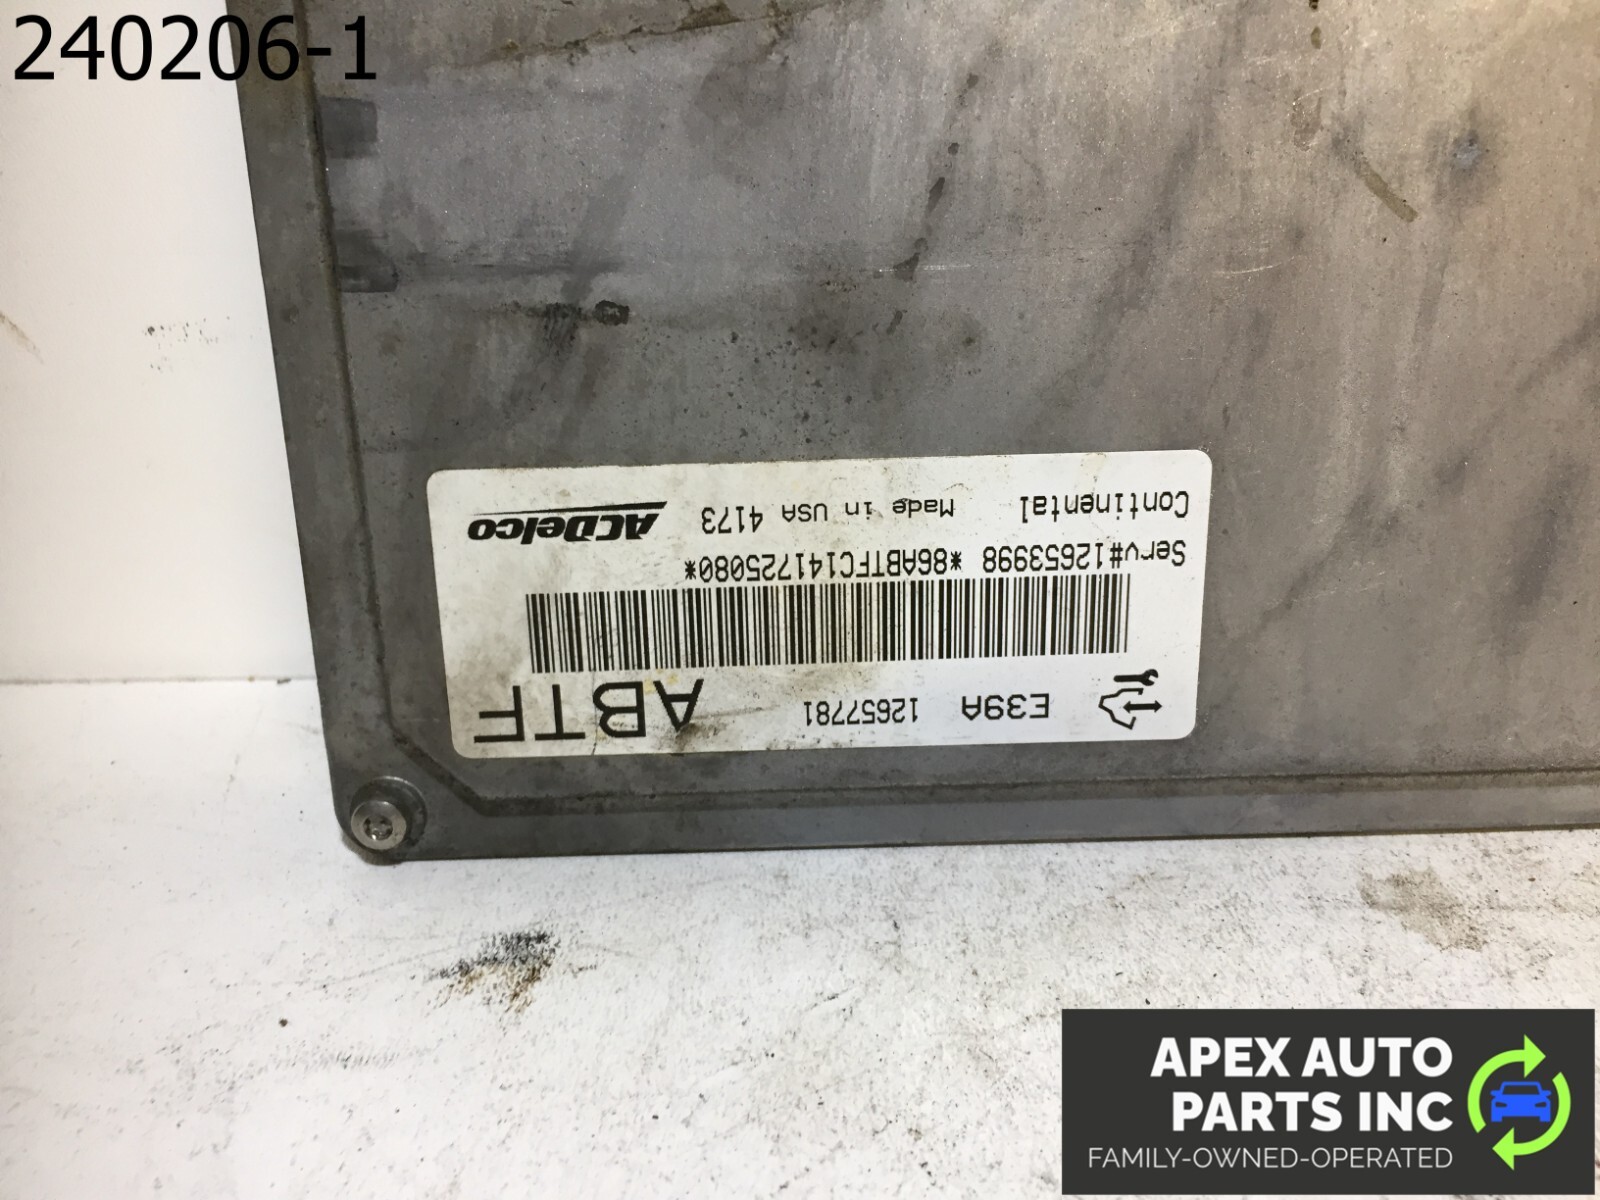 240206-1
E39A 12657781 ABTF
Serv#12653998 *86ABTFC141725080*
Continental Made in USA 4173 ACDelco
APEX AUTO
PARTS INC
FAMILY-OWNED-OPERATED